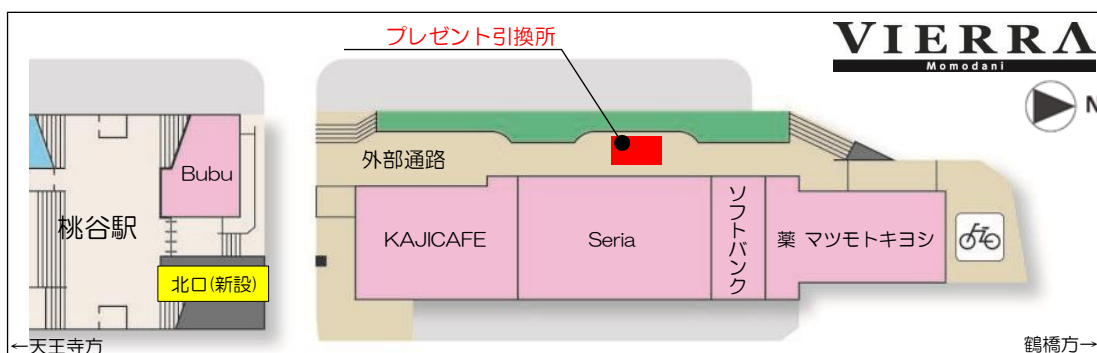 プレゼント引換所
VIERRA
Momodani
N
外部通路
Bubu
桃谷駅
KAJICAFE
Seria
ソフトバンク
薬 マツモトキヨシ
北口(新設)
←天王寺方
鶴橋方→